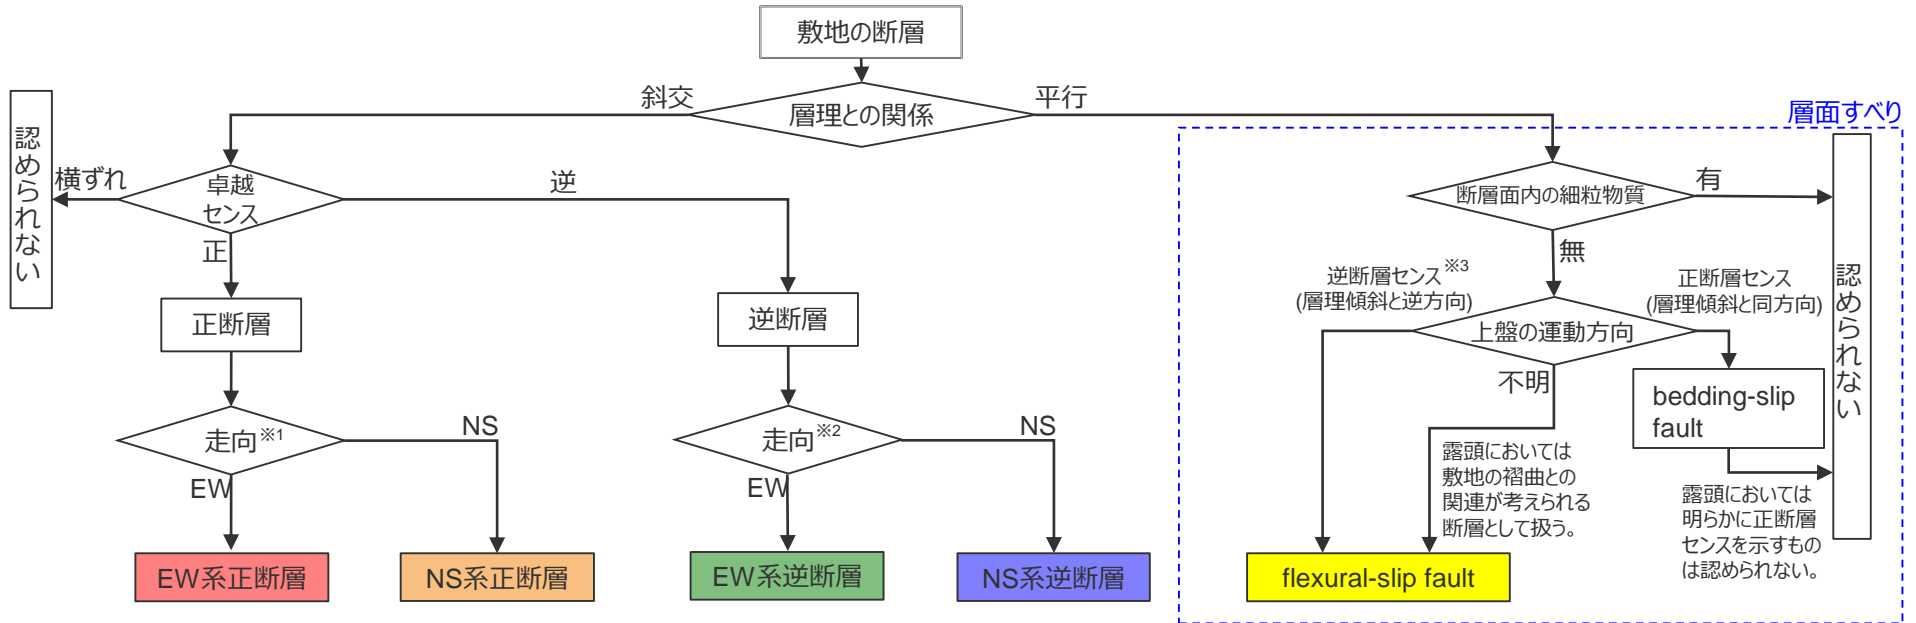 敷地の断層
層理との関係
斜交
平行
層面すべり
認められない
横ずれ
卓越
センス
逆
正
正断層
逆断層
走向※1
NS
EW
走向※2
NS
EW
EW系正断層
NS系正断層
EW系逆断層
NS系逆断層
断層面内の細粒物質
有
無
逆断層センス※3
(層理傾斜と逆方向)
正断層センス
(層理傾斜と同方向)
上盤の運動方向
不明
bedding-slip
fault
認められない
露頭においては
敷地の褶曲との
関連が考えられる
断層として扱う。
露頭においては
明らかに正断層
センスを示すもの
は認められない。
flexural-slip fault